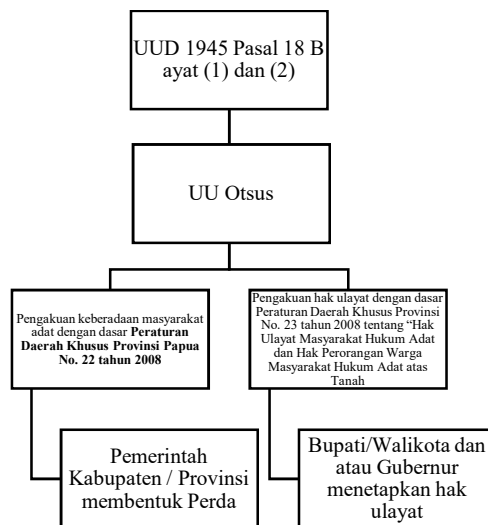 UUD 1945 Pasal 18 B
ayat (1) dan (2)
UU Otsus
Pengakuan keberadaan masyarakat
adat dengan dasar Peraturan
Daerah Khusus Provinsi Papua
No. 22 tahun 2008
Pengakuan hak ulayat dengan dasar
Peraturan Daerah Khusus Provinsi
No. 23 tahun 2008 tentang “Hak
Ulayat Masyarakat Hukum Adat
dan Hak Perorangan Warga
Masyarakat Hukum Adat atas
Tanah
Pemerintah
Kabupaten / Provinsi
membentuk Perda
Bupati/Walikota dan
atau Gubernur
menetapkan hak
ulayat